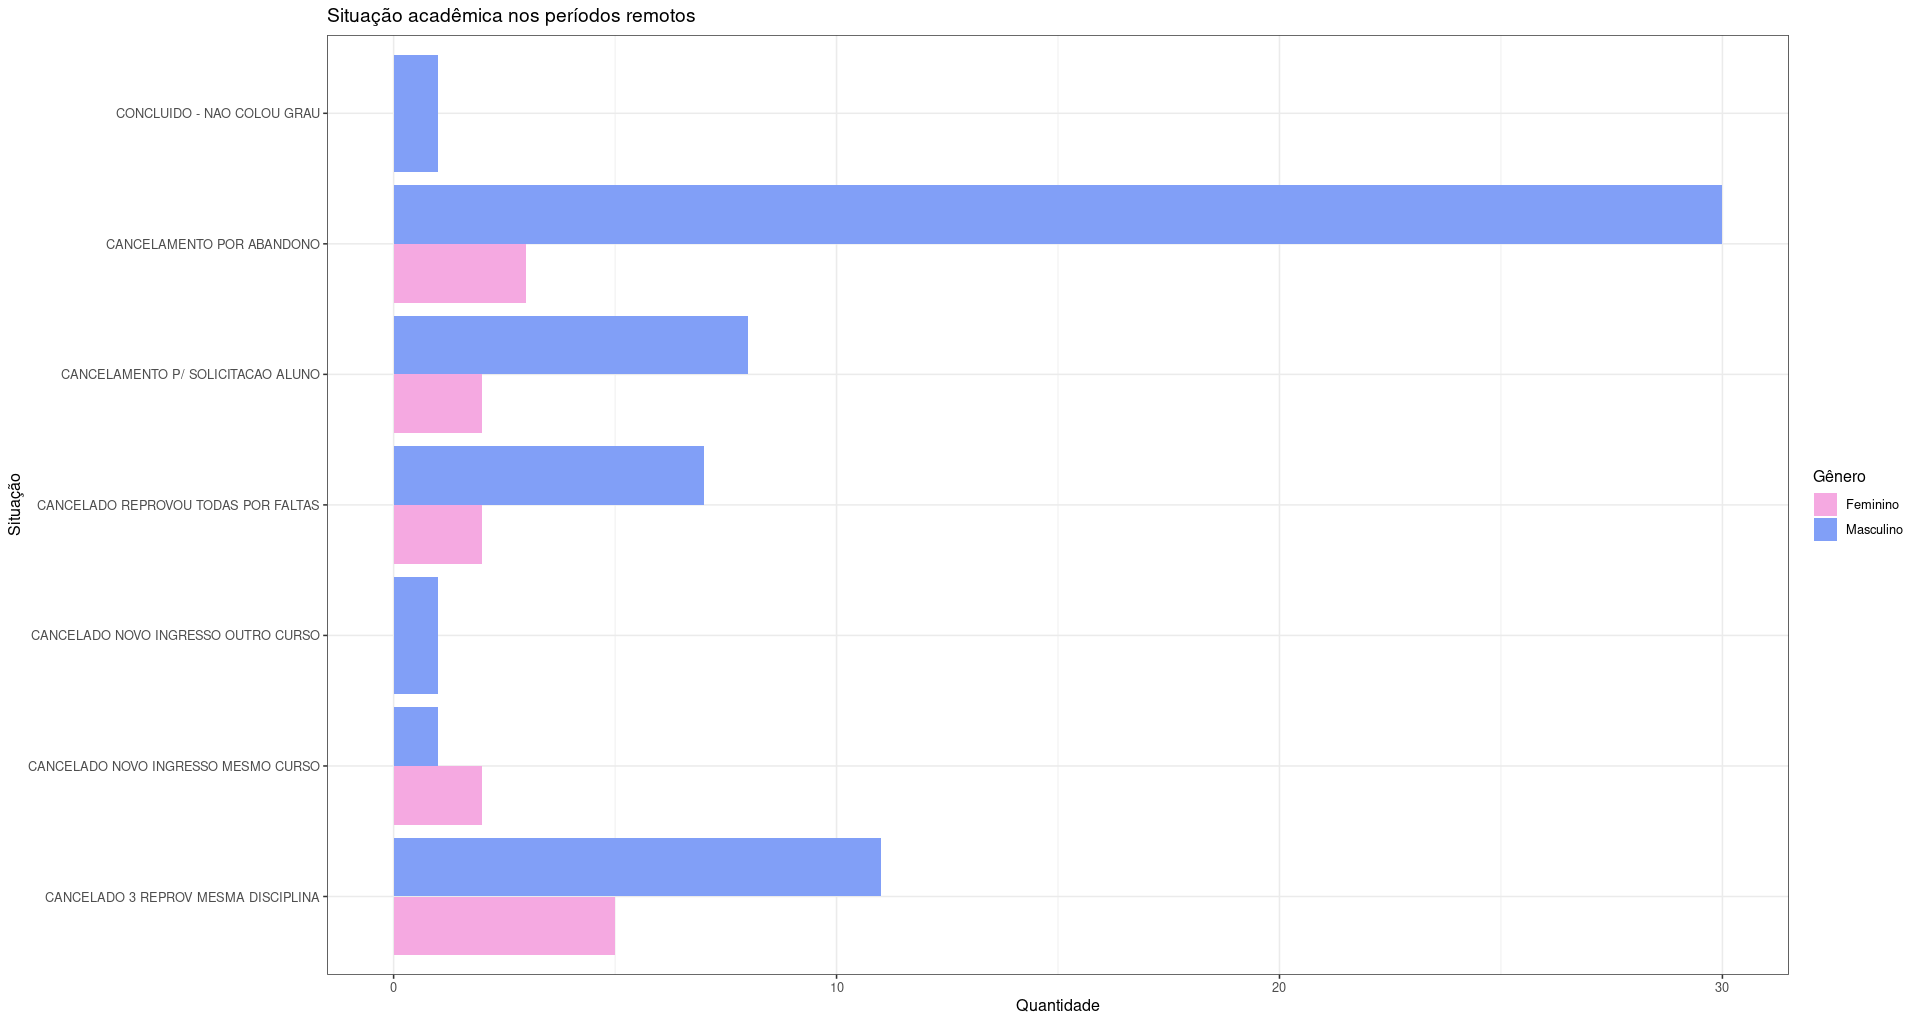 Situação acadêmica nos períodos remotos
CONCLUIDO - NAO COLOU GRAU
CANCELAMENTO POR ABANDONO
CANCELAMENTO P/ SOLICITACAO ALUNO
CANCELADO REPROVOU TODAS POR FALTAS
CANCELADO NOVO INGRESSO OUTRO CURSO
CANCELADO NOVO INGRESSO MESMO CURSO
CANCELADO 3 REPROV MESMA DISCIPLINA
Situação
0 10 20 30
Quantidade
Gênero
Feminino
Masculino